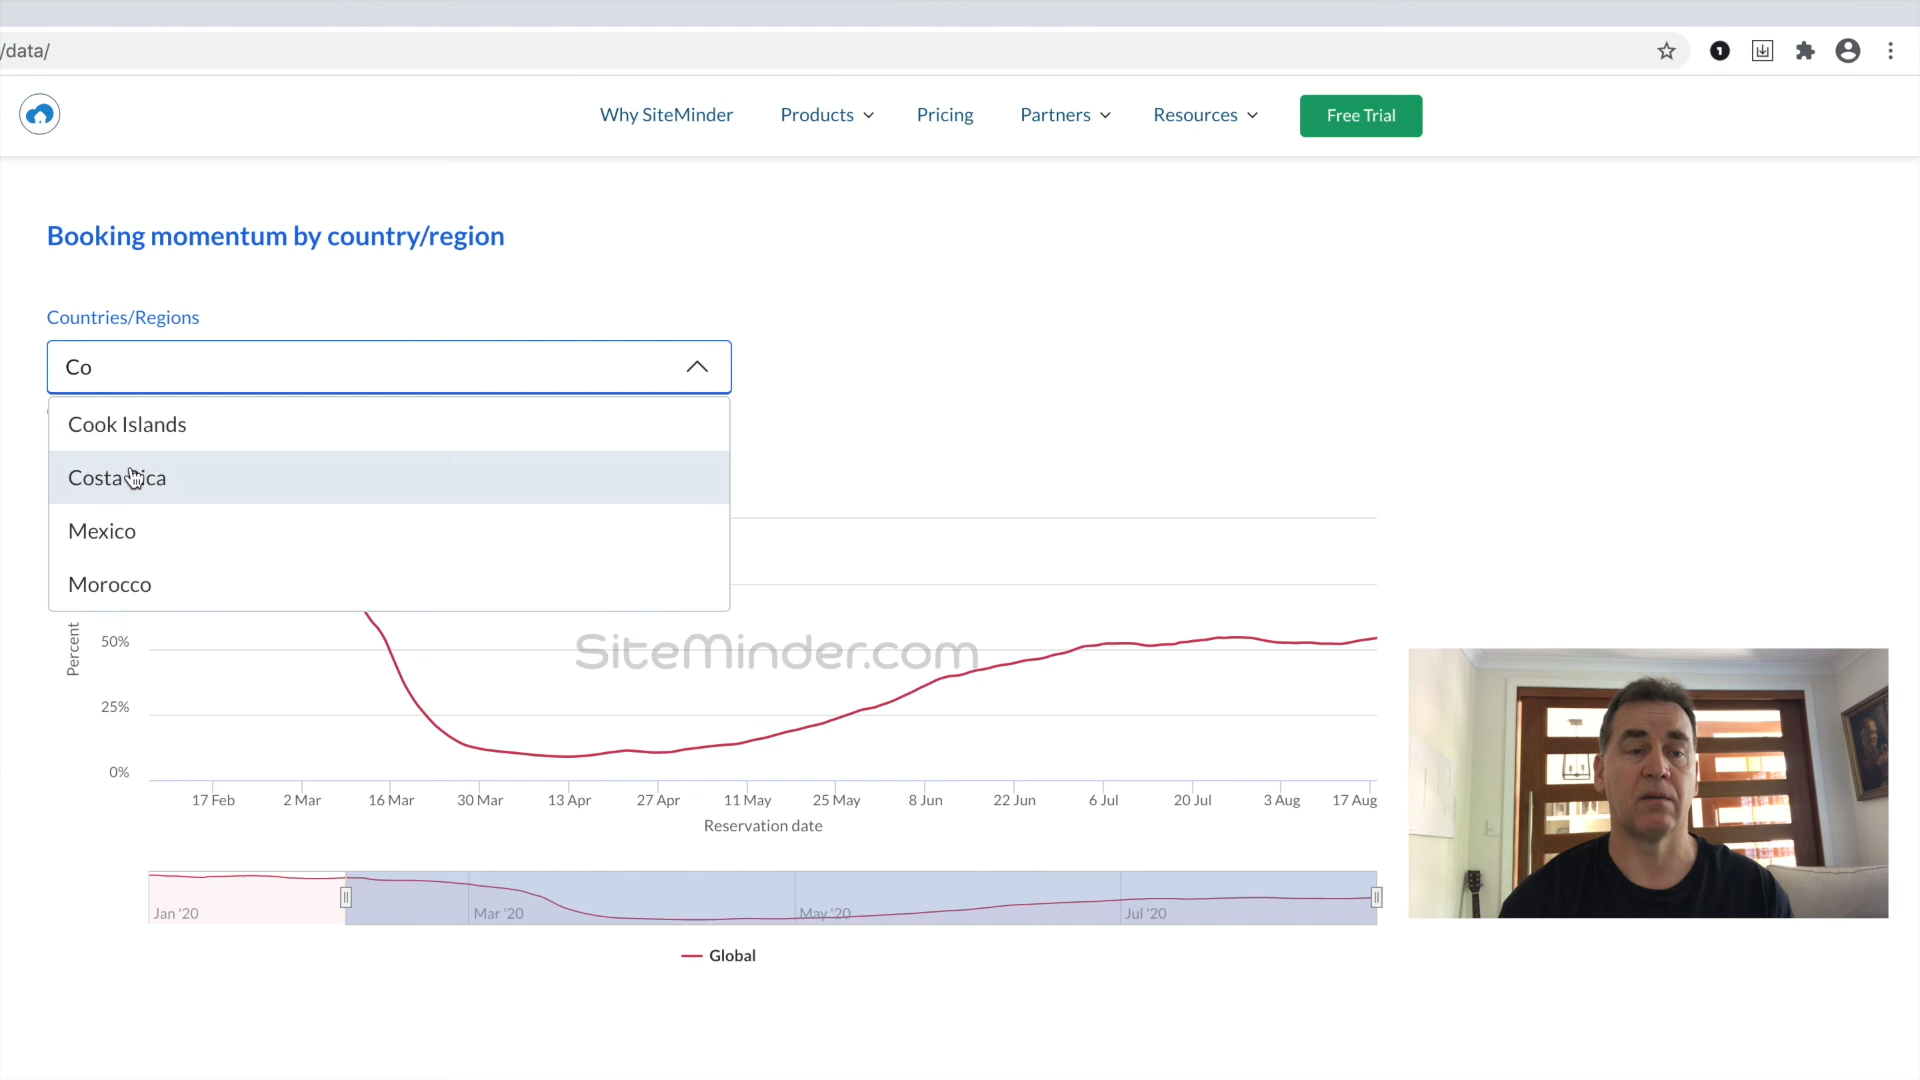 /data/
1
Why SiteMinder Products Pricing Partners Resources Free Trial
Booking momentum by country/region
Countries/Regions
Co
Cook Islands
Costa Rica
Mexico
Morocco
Percent
50%
25%
0%
SiteMinder.com
17 Feb 2 Mar 16 Mar 30 Mar 13 Apr 27 Apr 11 May 25 May 8 Jun 22 Jun 6 Jul 20 Jul 3 Aug 17 Aug
Reservation date
Jan '20 Mar '20 May '20 Jul '20
Global